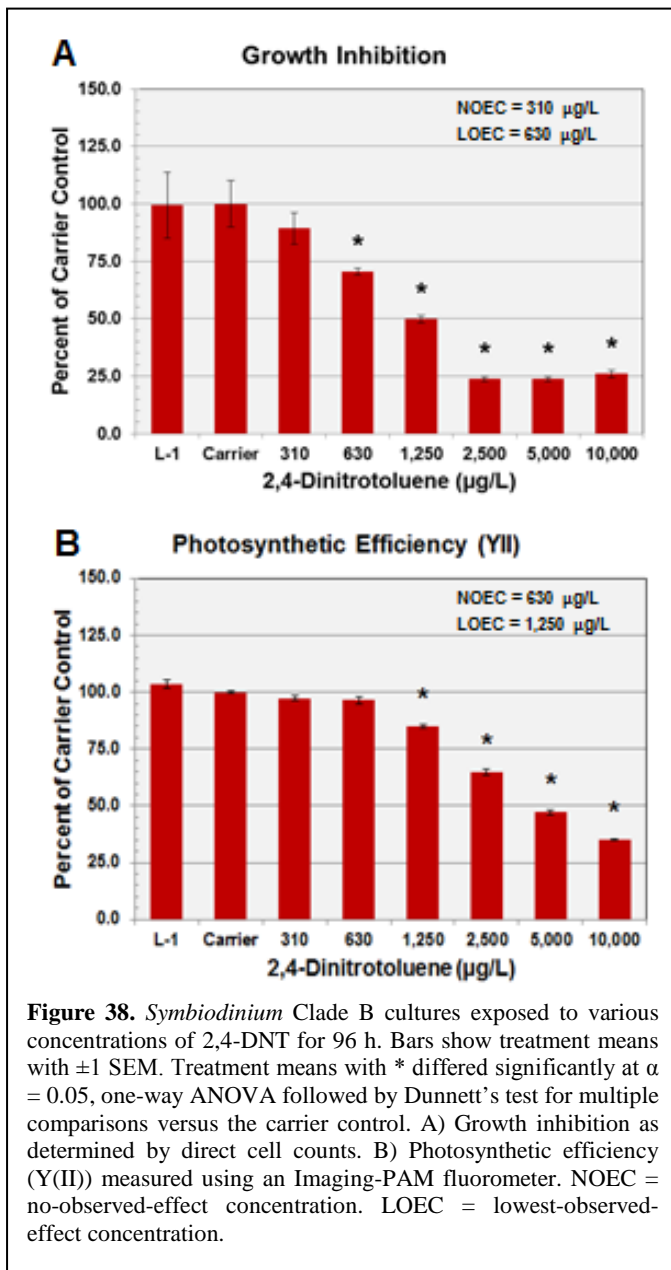 A
Growth Inhibition
150.0
125.0
100.0
75.0
50.0
25.0
0.0
Percent of Carrier Control
NOEC = 310 µg/L
LOEC = 630 µg/L
* * * * *
L-1 Carrier 310 630 1,250 2,500 5,000 10,000
2,4-Dinitrotoluene (µg/L)
B
Photosynthetic Efficiency (YII)
150.0
125.0
100.0
75.0
50.0
25.0
0.0
Percent of Carrier Control
NOEC = 630 µg/L
LOEC = 1,250 µg/L
* * * *
L-1 Carrier 310 630 1,250 2,500 5,000 10,000
2,4-Dinitrotoluene (µg/L)
Figure 38. Symbiodinium Clade B cultures exposed to various
concentrations of 2,4-DNT for 96 h. Bars show treatment means
with ±1 SEM. Treatment means with * differed significantly at α
= 0.05, one-way ANOVA followed by Dunnett’s test for multiple
comparisons versus the carrier control. A) Growth inhibition as
determined by direct cell counts. B) Photosynthetic efficiency
(Y(II)) measured using an Imaging-PAM fluorometer. NOEC =
no-observed-effect concentration. LOEC = lowest-observed-
effect concentration.